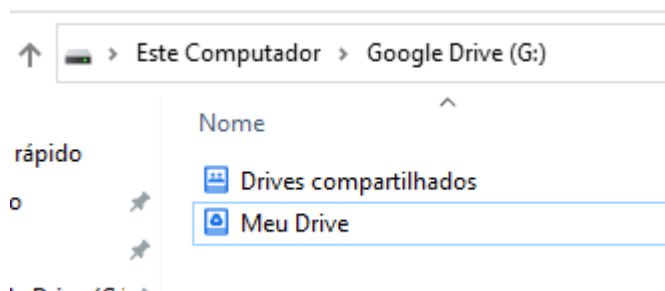 Este Computador > Google Drive (G:)
Nome
rápido
Drives compartilhados
Meu Drive